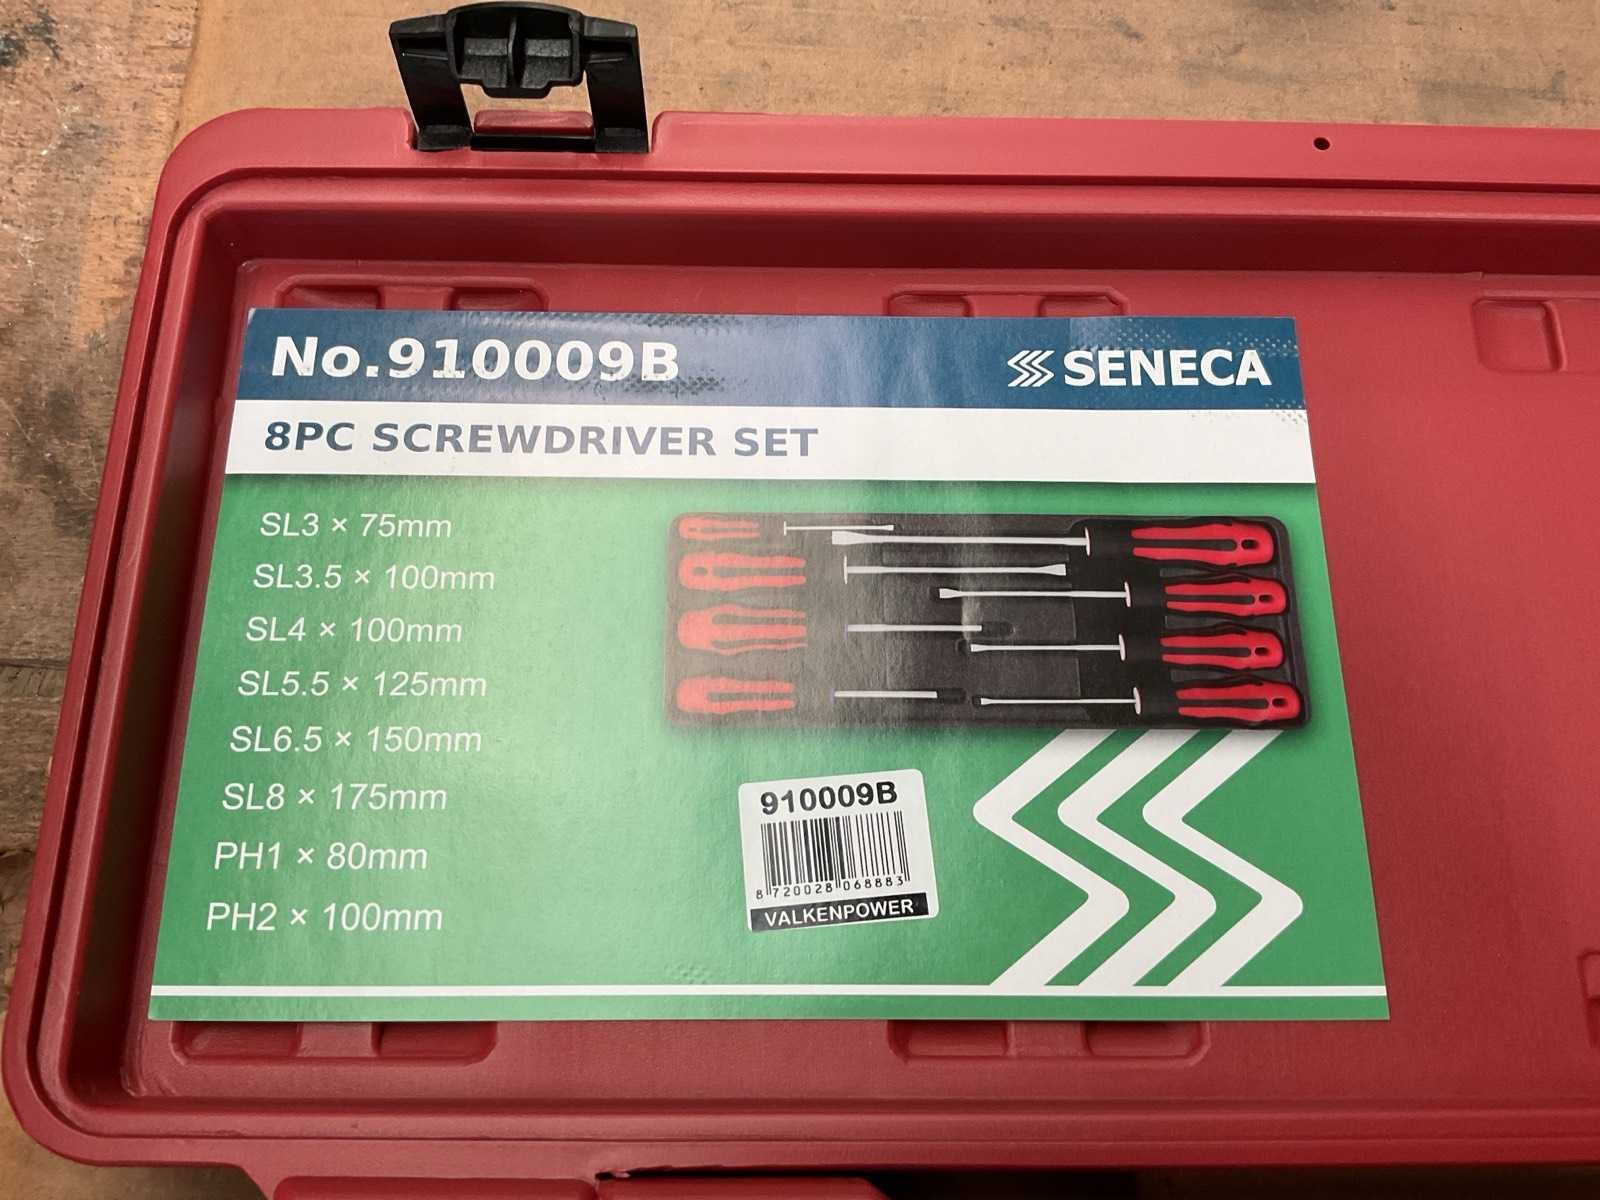 No.910009B
SENECA
8PC SCREWDRIVER SET
SL3 × 75mm
SL3.5 × 100mm
SL4 × 100mm
SL5.5 × 125mm
SL6.5 × 150mm
SL8 × 175mm
PH1 × 80mm
PH2 × 100mm
910009B
8 720028 068883
VALKENPOWER